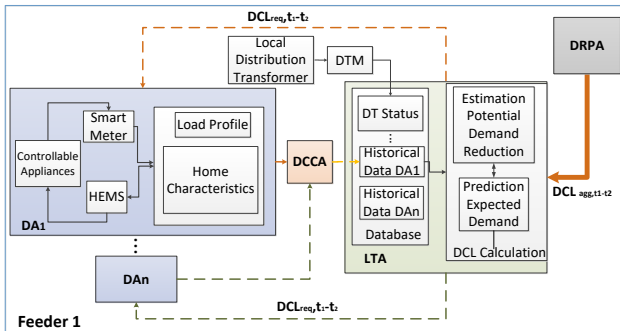 DCLreq,t₁-t₂
DRPA
Local
Distribution
Transformer
DTM
DT Status
Smart
Meter
Load Profile
Controllable
Appliances
Home
Characteristics
HEMS
DA1
DCCA
Historical
Data DA1
Historical
Data DAn
Database
LTA
Estimation
Potential
Demand
Reduction
Prediction
Expected
Demand
DCL Calculation
DCL agg,t1-t2
DAn
DCLreq,t₁-t₂
Feeder 1